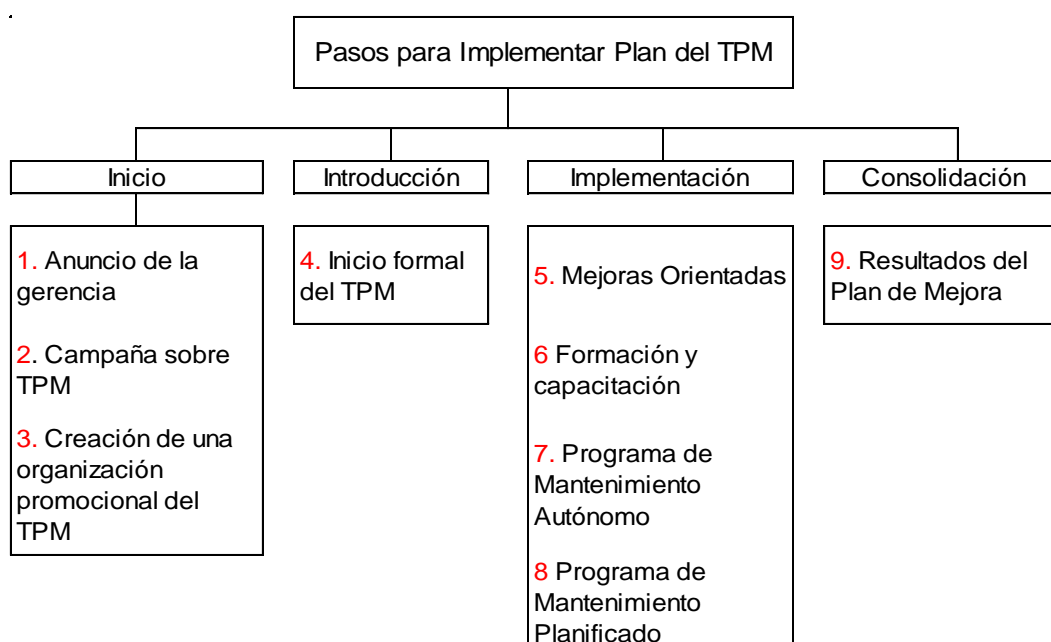 Pasos para Implementar Plan del TPM
Inicio
Introducción
Implementación
Consolidación
1. Anuncio de la
gerencia
2. Campaña sobre
TPM
3. Creación de una
organización
promocional del
TPM
4. Inicio formal
del TPM
5. Mejoras Orientadas
6 Formación y
capacitación
7. Programa de
Mantenimiento
Autónomo
8 Programa de
Mantenimiento
Planificado
9. Resultados del
Plan de Mejora